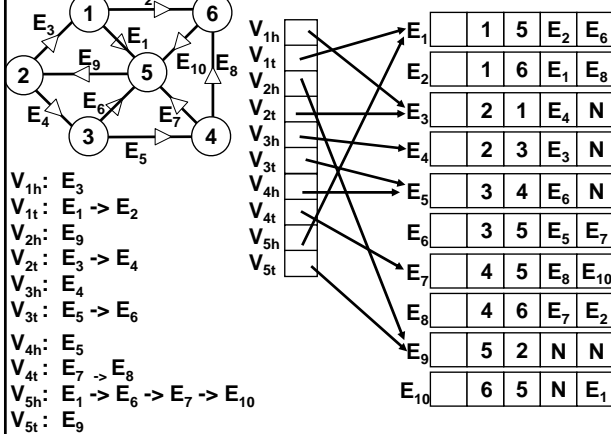 2
1 6
E3 E1
E9 5 E10 E8
2
E4 E6 E7
3 4
E5
V1h: E3
V1t: E1 -> E2
V2h: E9
V2t: E3 -> E4
V3h: E4
V3t: E5 -> E6
V4h: E5
V4t: E7 -> E8
V5h: E1 -> E6 -> E7 -> E10
V5t: E9
V1h
V1t
V2h
V2t
V3h
V3t
V4h
V4t
V5h
V5t
E1 1 5 E2 E6
E2 1 6 E1 E8
E3 2 1 E4 N
E4 2 3 E3 N
E5 3 4 E6 N
E6 3 5 E5 E7
E7 4 5 E8 E10
E8 4 6 E7 E2
E9 5 2 N N
E10 6 5 N E1